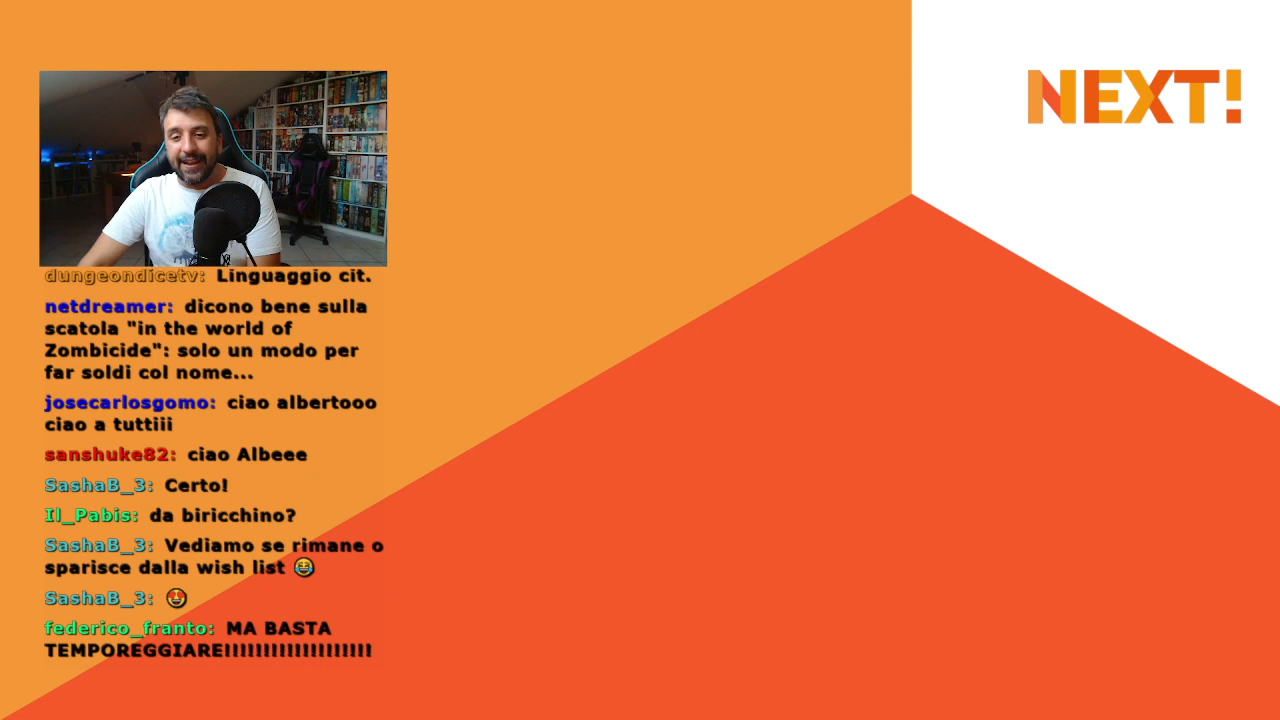 NEXT!
dungeondicetv: Linguaggio cit.
netdreamer: dicono bene sulla
scatola "in the world of
Zombicide": solo un modo per
far soldi col nome...
josecarlosgomo: ciao albertooo
ciao a tuttiii
sanshuke82: ciao Albeee
SashaB_3: Certo!
Il_Pabis: da biricchino?
SashaB_3: Vediamo se rimane o
sparisce dalla wish list 😂
SashaB_3: 😍
federico_franto: MA BASTA
TEMPOREGGIARE!!!!!!!!!!!!!!!!!!!